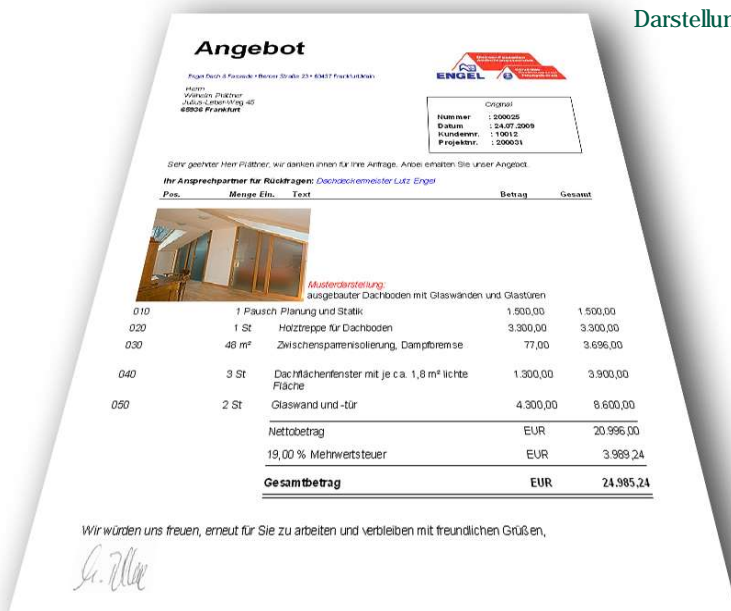 Darstellun
Angebot
Engel Dach & Fassade • Berner Straße 23 • 60437 Frankfurt/Main
ENGEL
Herrn
Wilhelm Plättner
Julius-Leber-Weg 45
65936 Frankfurt
Original
Nummer : 200025
Datum : 24.07.2009
Kundennr. : 10012
Projektnr. : 200031
Sehr geehrter Herr Plättner, wir danken Ihnen für Ihre Anfrage. Anbei erhalten Sie unser Angebot.
Ihr Ansprechpartner für Rückfragen: Dachdeckermeister Lutz Engel
Pos. Menge Ein. Text Betrag Gesamt
Musterdarstellung:
ausgebauter Dachboden mit Glaswänden und Glastüren
010 1 Pausch Planung und Statik 1.500,00 1.500,00
020 1 St Holztreppe für Dachboden 3.300,00 3.300,00
030 48 m² Zwischensparrenisolierung, Dampfbremse 77,00 3.696,00
040 3 St Dachflächenfenster mit je ca. 1,8 m² lichte 1.300,00 3.900,00
Fläche
050 2 St Glaswand und -tür 4.300,00 8.600,00
Nettobetrag EUR 20.996,00
19,00 % Mehrwertsteuer EUR 3.989,24
Gesamtbetrag EUR 24.985,24
Wir würden uns freuen, erneut für Sie zu arbeiten und verbleiben mit freundlichen Grüßen,